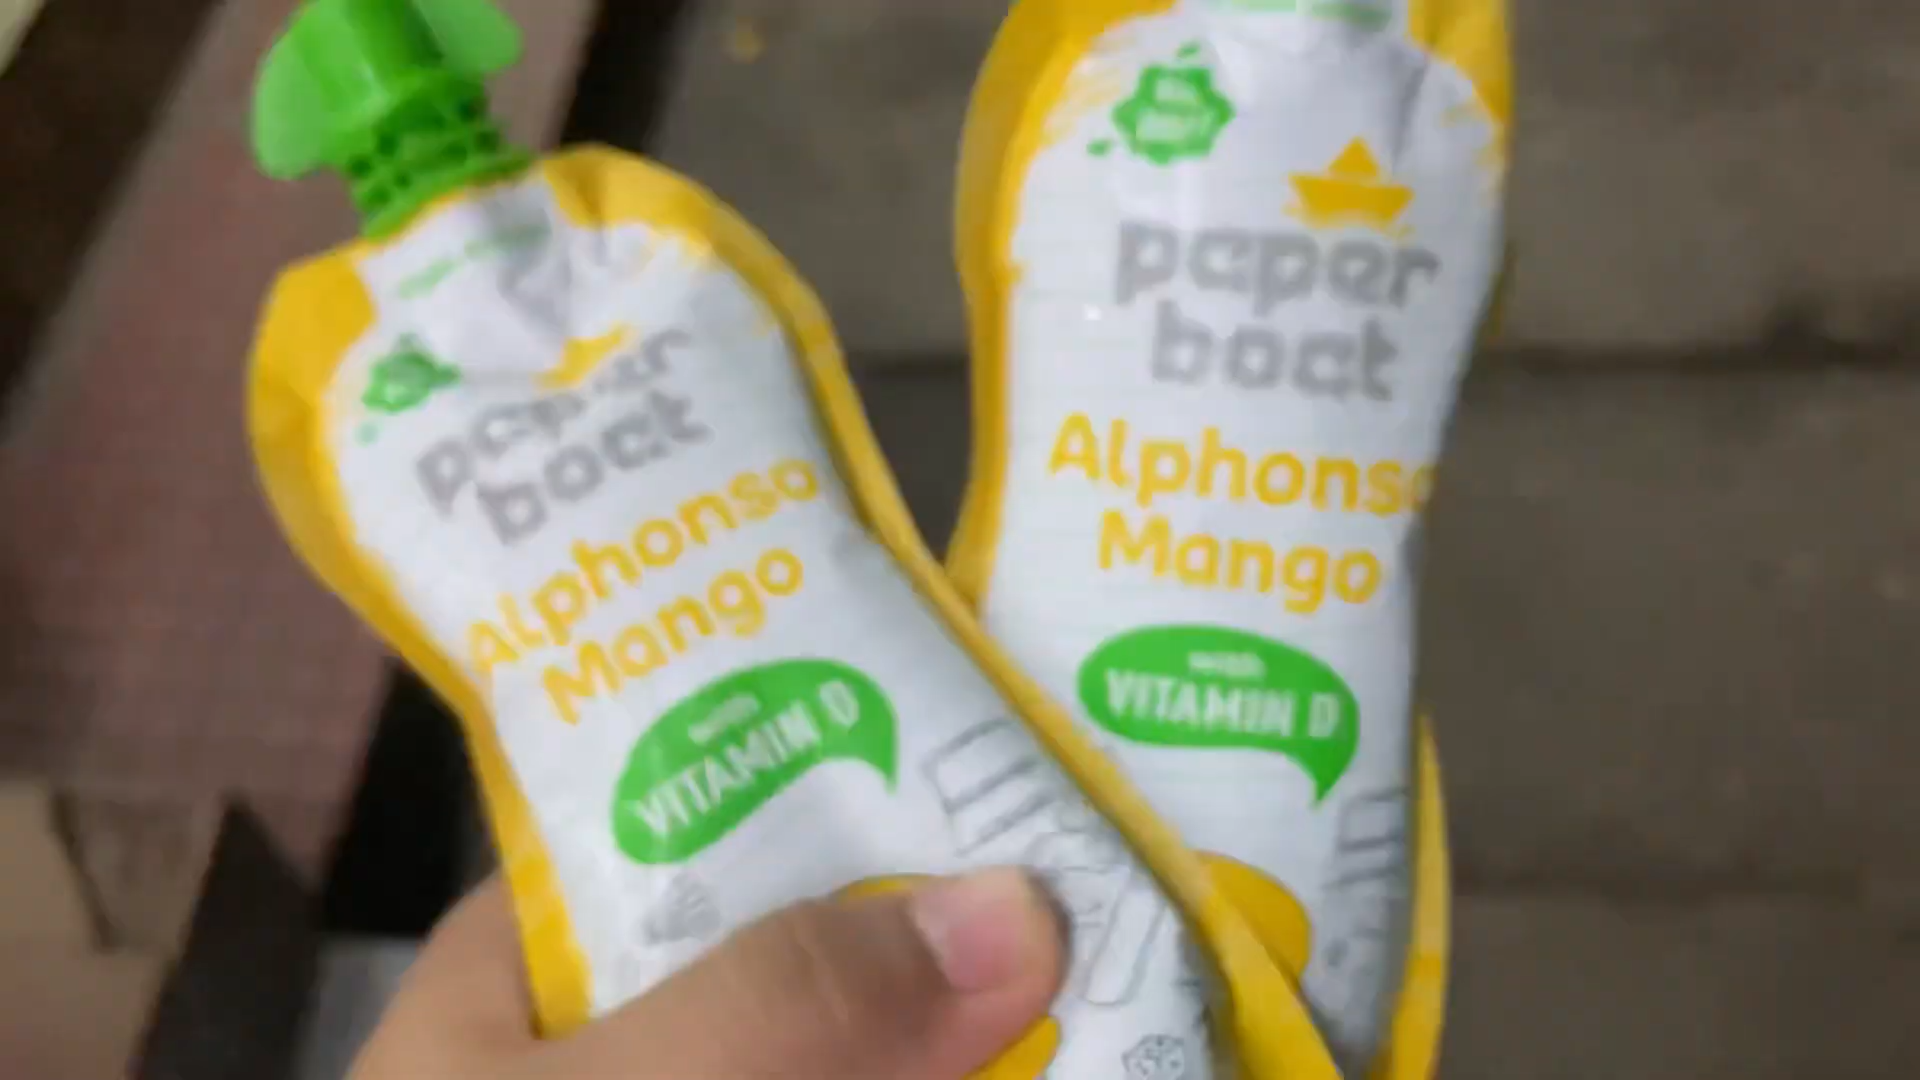 paper
boat
Alphonso
Mango
with
VITAMIN D
paper
boat
Alphonso
Mango
with
VITAMIN D